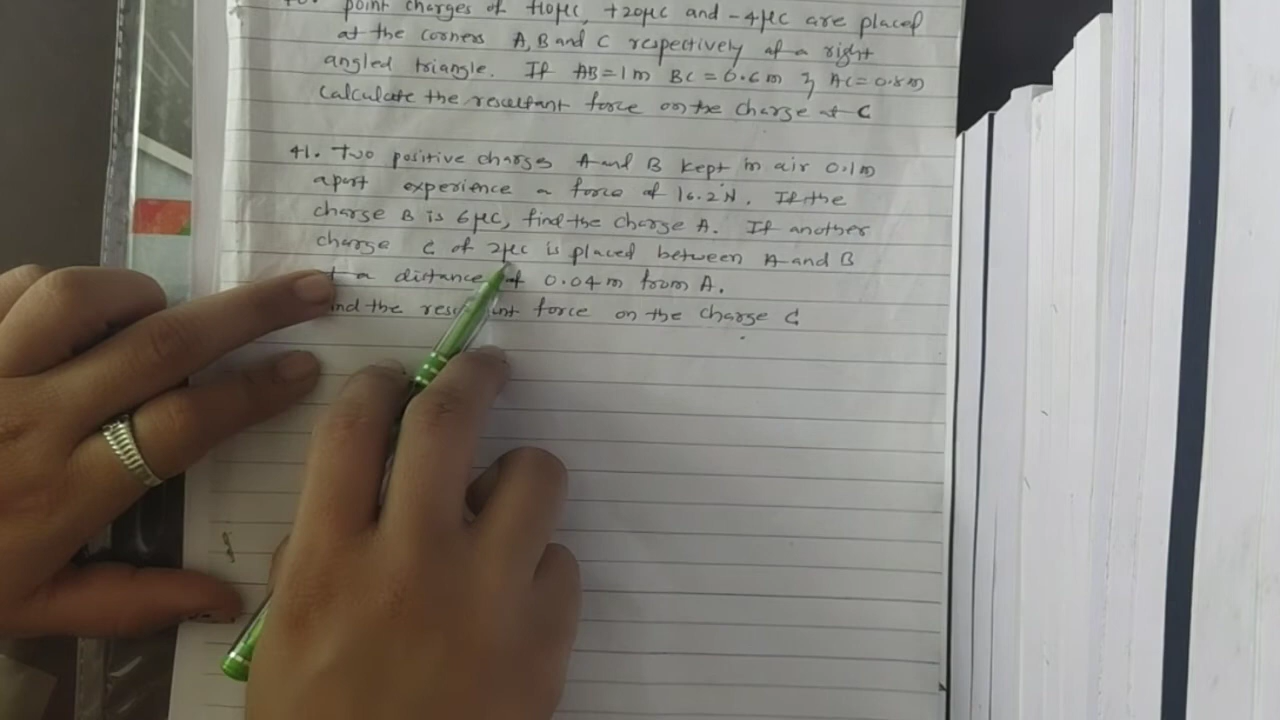 point charges of +10μc, +20μc and -4μc are placed
at the corners A, B and C respectively of a right
angled triangle. If AB=1m BC=0.6m & AC=0.8m
Calculate the resultant force on the charge at C
41. Two positive charges A and B kept in air 0.1m
apart experience a force of 16.2N. If the
charge B is 6μc, find the charge A. If another
charge C of 2μc is placed between A and B
a distance of 0.04m from A.
the force on the charge C